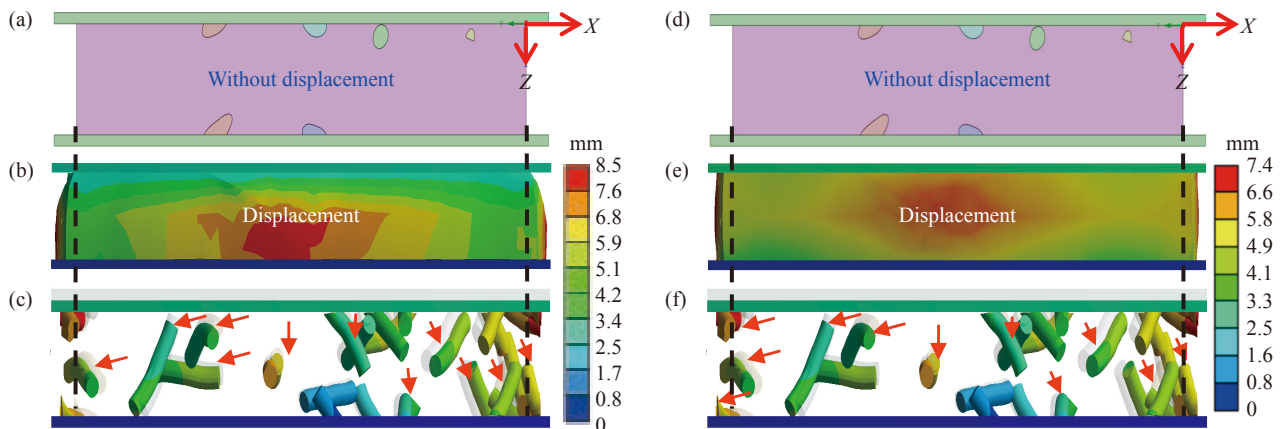 (a)
X
Without displacement
Z
mm
(b)
Displacement
8.5
7.6
6.8
5.9
5.1
4.2
3.4
2.5
1.7
0.8
0
(c)
(d)
X
Without displacement
Z
mm
(e)
Displacement
7.4
6.6
5.8
4.9
4.1
3.3
2.5
1.6
0.8
0
(f)